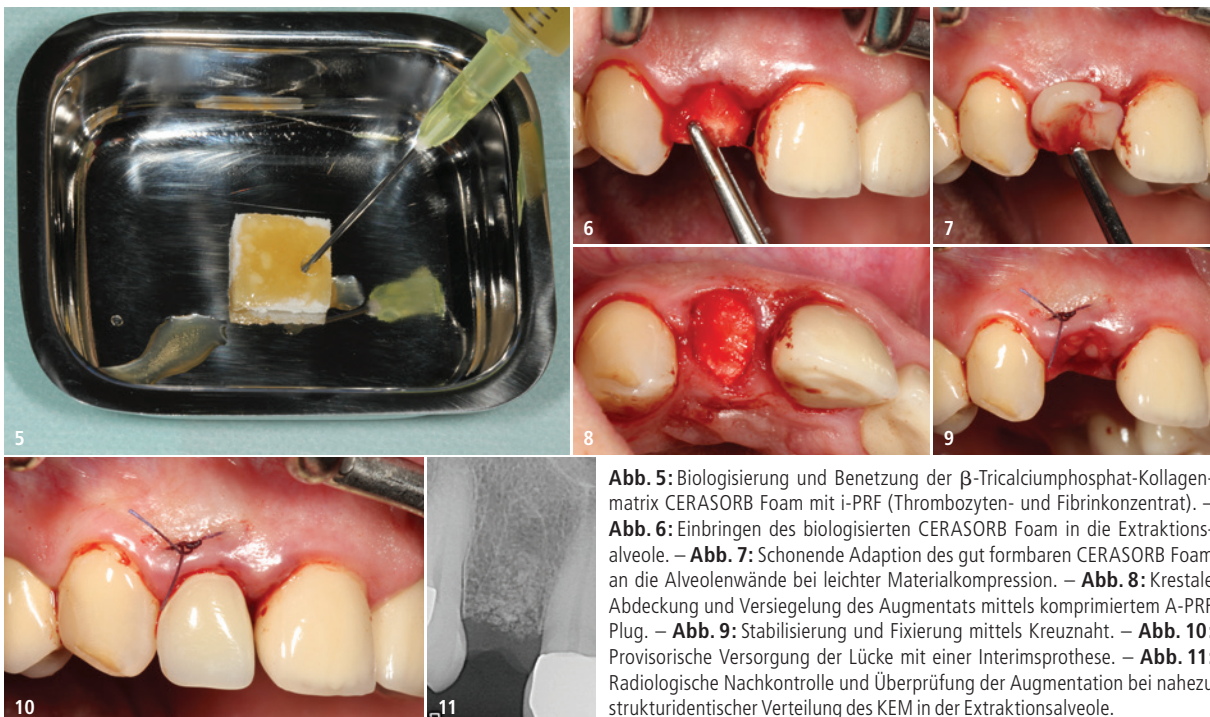 5
6
7
8
9
10
11
Abb. 5: Biologisierung und Benetzung der β-Tricalciumphosphat-Kollagen-
matrix CERASORB Foam mit i-PRF (Thrombozyten- und Fibrinkonzentrat). –
Abb. 6: Einbringen des biologisierten CERASORB Foam in die Extraktions-
alveole. – Abb. 7: Schonende Adaption des gut formbaren CERASORB Foam
an die Alveolenwände bei leichter Materialkompression. – Abb. 8: Krestale
Abdeckung und Versiegelung des Augmentats mittels komprimiertem A-PRF
Plug. – Abb. 9: Stabilisierung und Fixierung mittels Kreuznaht. – Abb. 10:
Provisorische Versorgung der Lücke mit einer Interimsprothese. – Abb. 11:
Radiologische Nachkontrolle und Überprüfung der Augmentation bei nahezu
strukturidentischer Verteilung des KEM in der Extraktionsalveole.